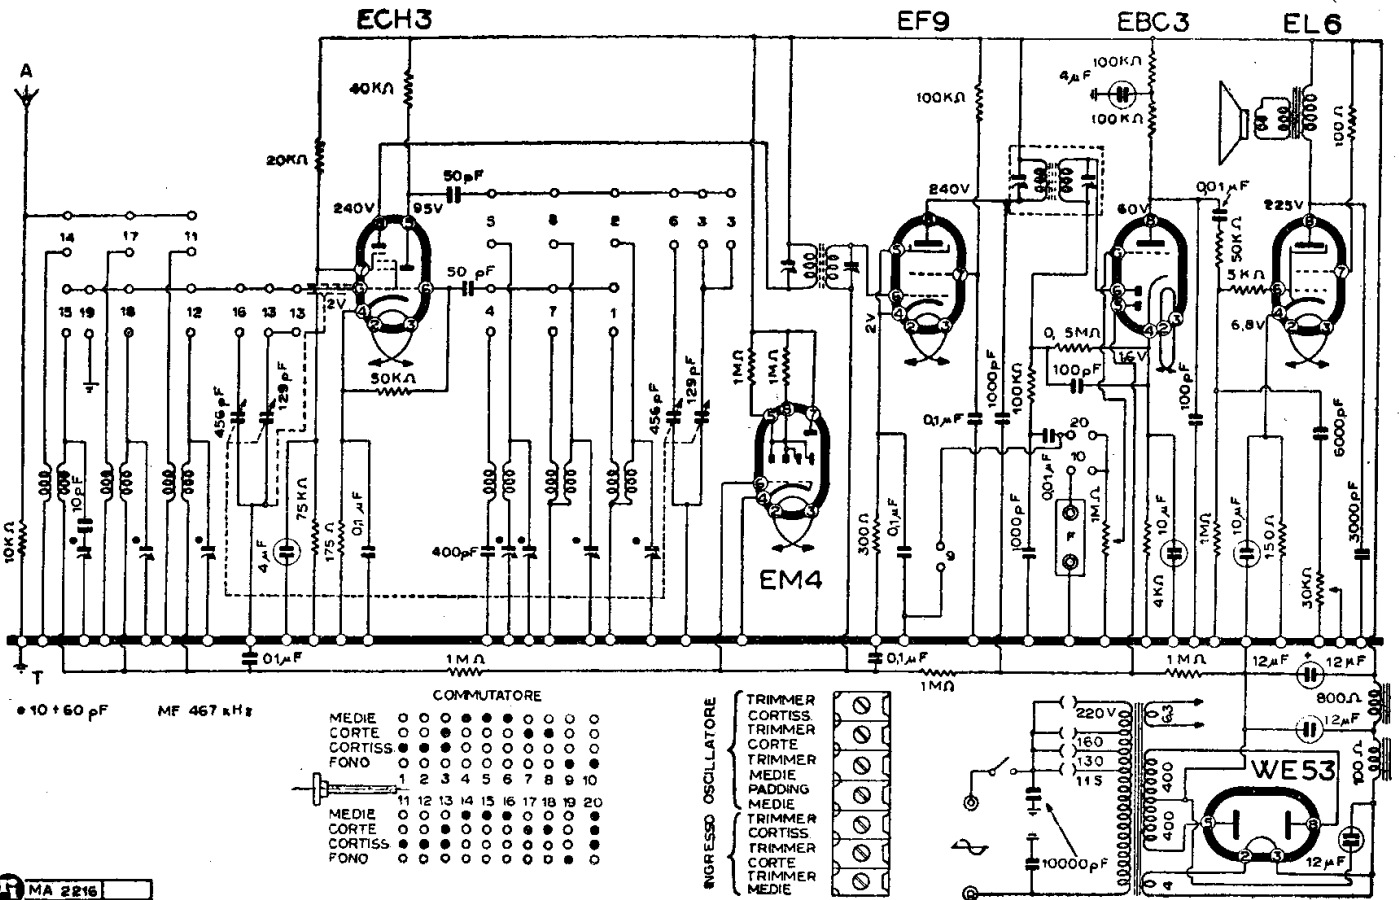 ECH3 EF9 EBC3 EL6
A
40KΩ
20KΩ
50pF
240V 95V
50 pF
2V
50KΩ
100KΩ
240V
2V
100KΩ
4µF
100KΩ
60V
0,01µF
225V
100Ω
50KΩ
5KΩ
6,8V
0,5MΩ
16V
100pF
14 17 11
15 19 18 12 16 13 13
5 8 2 6 3 3
4 7 1
456pF 129pF
456pF 129pF
1MΩ 1MΩ
EM4
0,1µF
1000pF
100KΩ
100pF
6000pF
20
10
0,01µF
1MΩ
F
9
10KΩ
10pF
4µF
75KΩ
175Ω
0,1µF
400pF
300Ω
0,1µF
1000pF
10µF
4KΩ
1MΩ
10µF
150Ω
30KΩ
3000pF
T
01µF
1MΩ
0,1µF
1MΩ
1MΩ
12µF + 12µF
800Ω
12µF
100Ω
• 10÷60 pF MF 467 kHz
COMMUTATORE
MEDIE
CORTE
CORTISS.
FONO
1 2 3 4 5 6 7 8 9 10
11 12 13 14 15 16 17 18 19 20
MEDIE
CORTE
CORTISS.
FONO
INGRESSO OSCILLATORE
TRIMMER
CORTISS.
TRIMMER
CORTE
TRIMMER
MEDIE
PADDING
MEDIE
TRIMMER
CORTISS.
TRIMMER
CORTE
TRIMMER
MEDIE
220V
160
130
115
10000pF
6,3
400
400
4
WE53
12µF
MA 2216